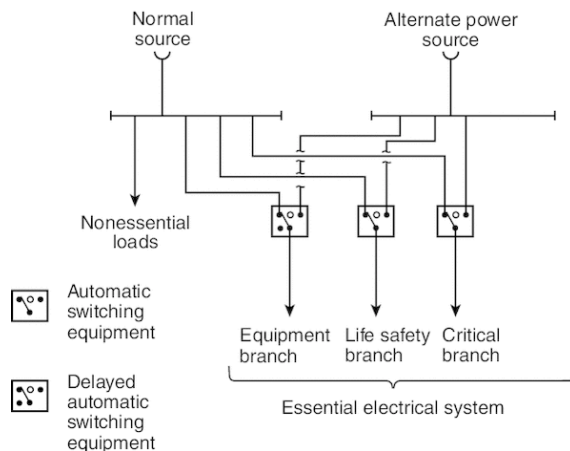 Normal
source
Alternate power
source
Nonessential
loads
Automatic
switching
equipment
Equipment
branch
Life safety
branch
Critical
branch
Delayed
automatic
switching
equipment
Essential electrical system